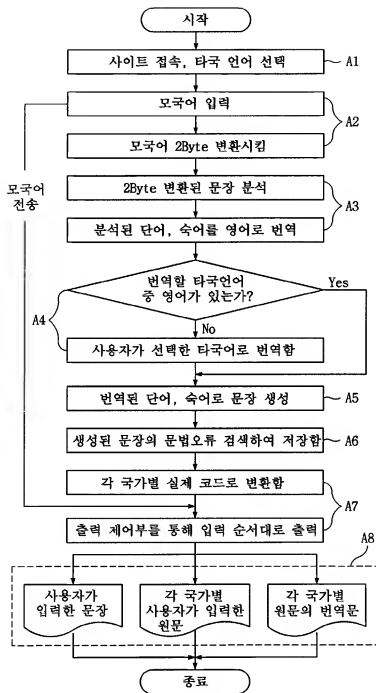 시작
사이트 접속, 타국 언어 선택
A1
모국어 입력
A2
모국어 2Byte 변환시킴
모국어
전송
2Byte 변환된 문장 분석
A3
분석된 단어, 숙어를 영어로 번역
번역할 타국언어
중 영어가 있는가?
Yes
A4
No
사용자가 선택한 타국어로 번역함
번역된 단어, 숙어로 문장 생성
A5
생성된 문장의 문법오류 검색하여 저장함
A6
각 국가별 실제 코드로 변환함
A7
출력 제어부를 통해 입력 순서대로 출력
A8
사용자가
입력한 문장
각 국가별
사용자가 입력한
원문
각 국가별
원문의 번역문
종료